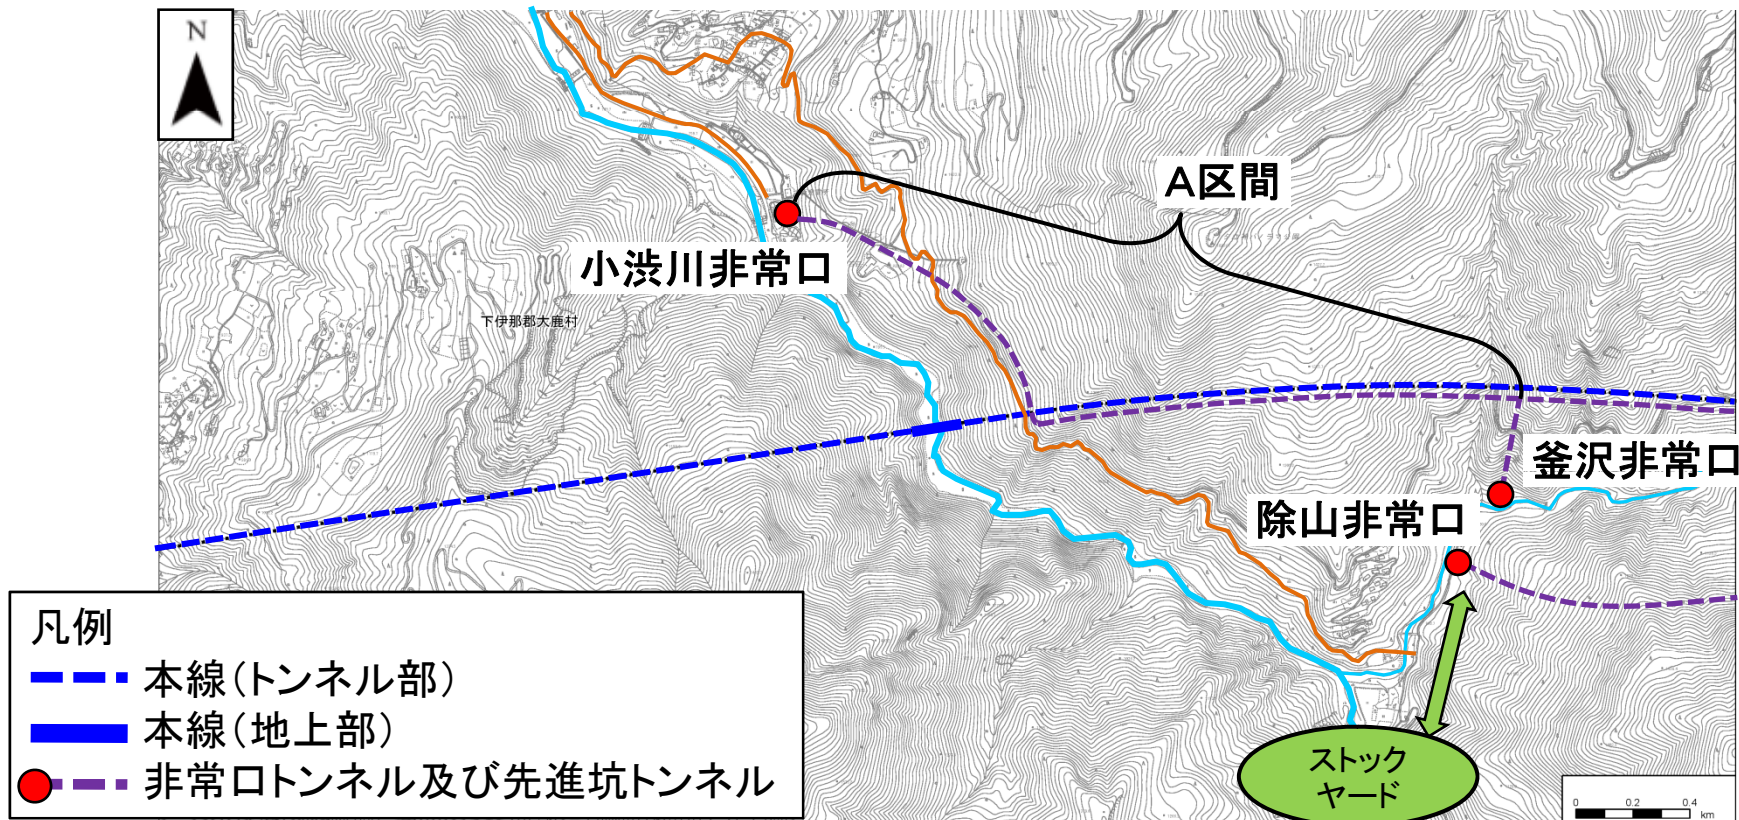 N
A区間
小渋川非常口
下伊那郡大鹿村
釜沢非常口
除山非常口
凡例
本線(トンネル部)
本線(地上部)
非常口トンネル及び先進坑トンネル
ストック
ヤード
0 0.2 0.4
km